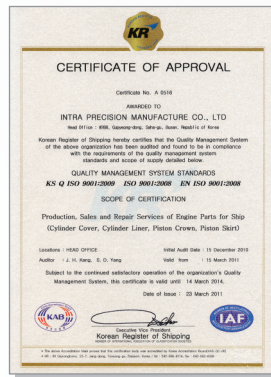 KR
CERTIFICATE OF APPROVAL
Certificate No. A 0516
AWARDED TO
INTRA PRECISION MANUFACTURE CO., LTD
Korean Register of Shipping hereby certifies that the Quality Management System
of the above organization has been audited and found to be in compliance
with the requirements of the quality management system
standards and scope of supply detailed below.
QUALITY MANAGEMENT SYSTEM STANDARDS
KS Q ISO 9001:2009 ISO 9001:2008 EN ISO 9001:2008
SCOPE OF CERTIFICATION
Production, Sales and Repair Services of Engine Parts for Ship
(Cylinder Cover, Cylinder Liner, Piston Crown, Piston Skirt)
Locations : HEAD OFFICE
Initial Audit Date : 15 December 2010
Auditor : J. H. Kang, S. D. Yang
Valid from : 15 March 2011
Subject to the continued satisfactory operation of the organization's Quality
Management System, this certificate is valid until 14 March 2014.
Date of Issue : 23 March 2011
KAB
Executive Vice President
Korean Register of Shipping
IAF